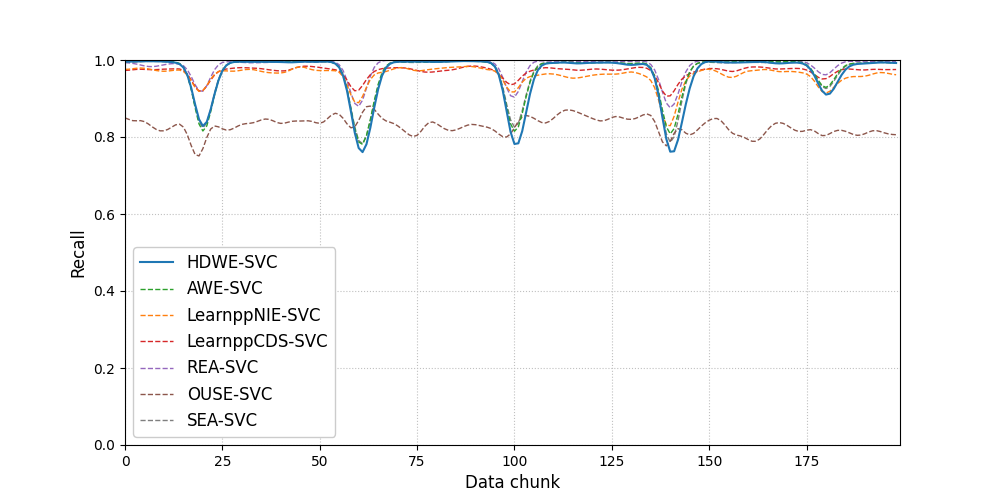 1.0
0.8
0.6
0.4
0.2
0.0
Recall
HDWE-SVC
AWE-SVC
LearnppNIE-SVC
LearnppCDS-SVC
REA-SVC
OUSE-SVC
SEA-SVC
0 25 50 75 100 125 150 175
Data chunk